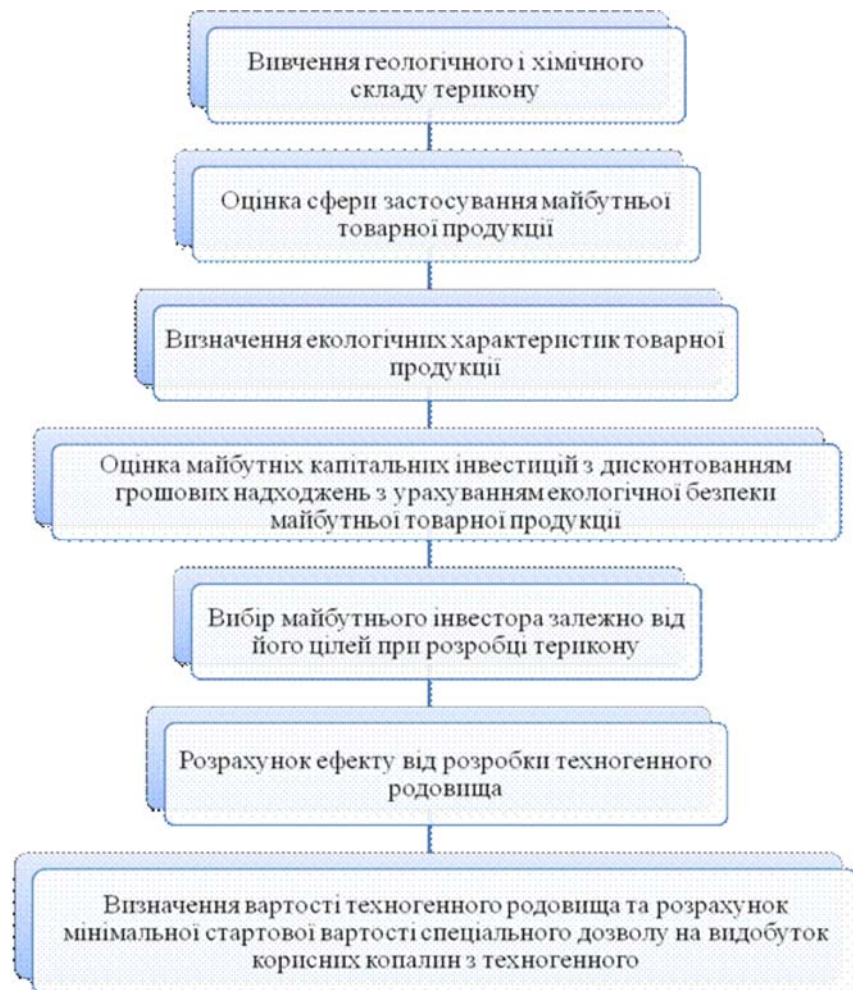 Вивчення геологічного і хімічного
складу терикону
Оцінка сфери застосування майбутньої
товарної продукції
Визначення екологічних характеристик товарної
продукції
Оцінка майбутніх капітальних інвестицій з дисконтованням
грошових надходжень з урахуванням екологічної безпеки
майбутньої товарної продукції
Вибір майбутнього інвестора залежно від
його цілей при розробці терикону
Розрахунок ефекту від розробки техногенного
родовища
Визначення вартості техногенного родовища та розрахунок
мінімальної стартової вартості спеціального дозволу на видобуток
корисних копалин з техногенного